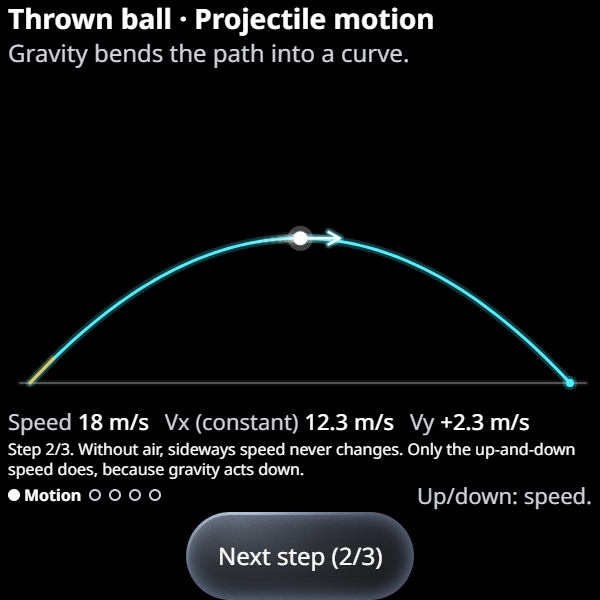 Thrown ball · Projectile motion
Gravity bends the path into a curve.
Speed 18 m/s Vx (constant) 12.3 m/s Vy +2.3 m/s
Step 2/3. Without air, sideways speed never changes. Only the up-and-down
speed does, because gravity acts down.
Motion
Up/down: speed.
Next step (2/3)